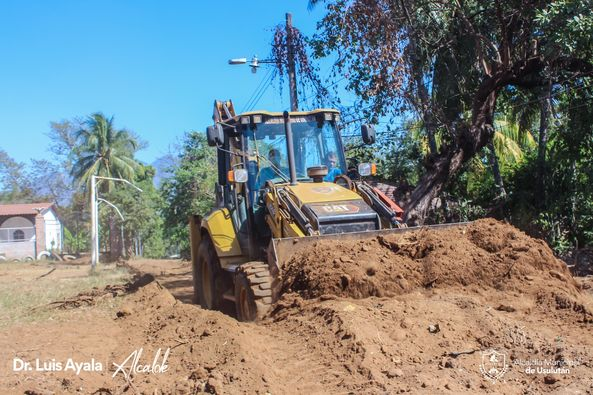 CAT
Dr. Luis Ayala Alcalde
Alcaldía Municipal
de Usulután